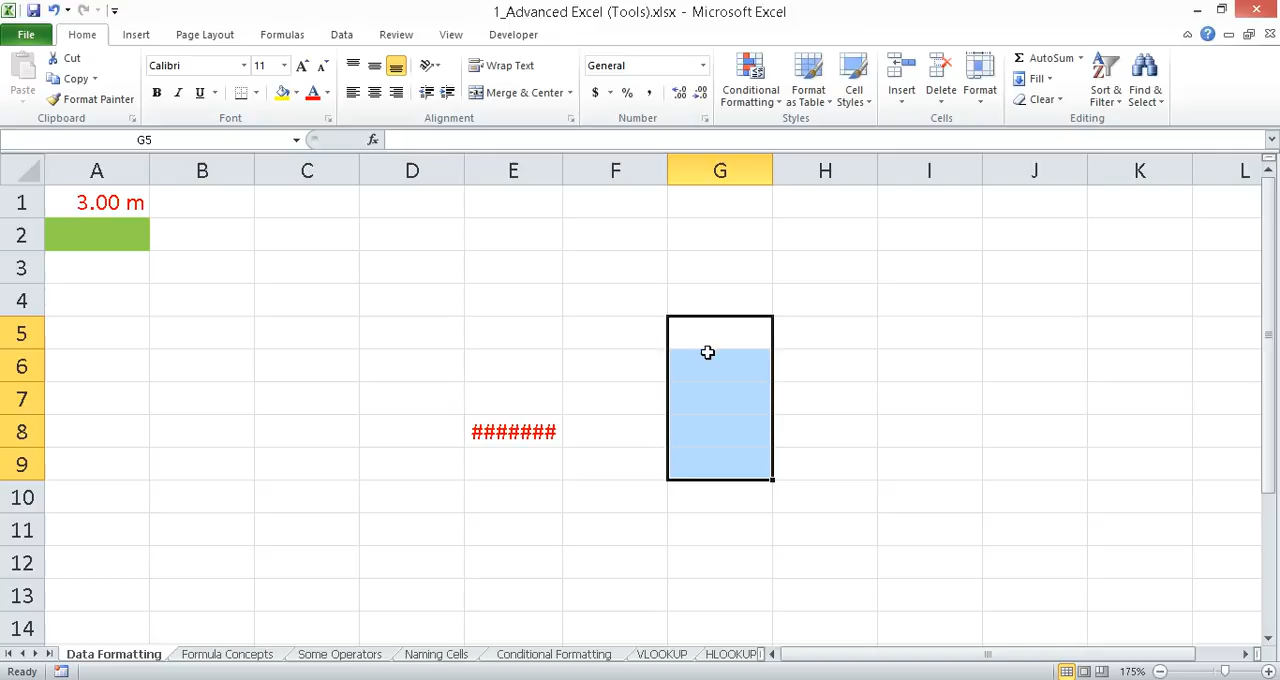 1_Advanced Excel (Tools).xlsx - Microsoft Excel
File Home Insert Page Layout Formulas Data Review View Developer
Paste
Cut
Copy
Format Painter
Clipboard
Calibri 11
B I U
Font
Wrap Text
Merge & Center
Alignment
General
$ % ,
Number
Conditional Formatting
Format as Table
Cell Styles
Styles
Insert Delete Format
Cells
Σ AutoSum
Fill
Clear
Sort & Filter
Find & Select
Editing
G5 fx
A B C D E F G H I J K L
1 3.00 m
2
3
4
5
6
7
8 #######
9
10
11
12
13
14
Data Formatting Formula Concepts Some Operators Naming Cells Conditional Formatting VLOOKUP HLOOKUP
Ready 175%